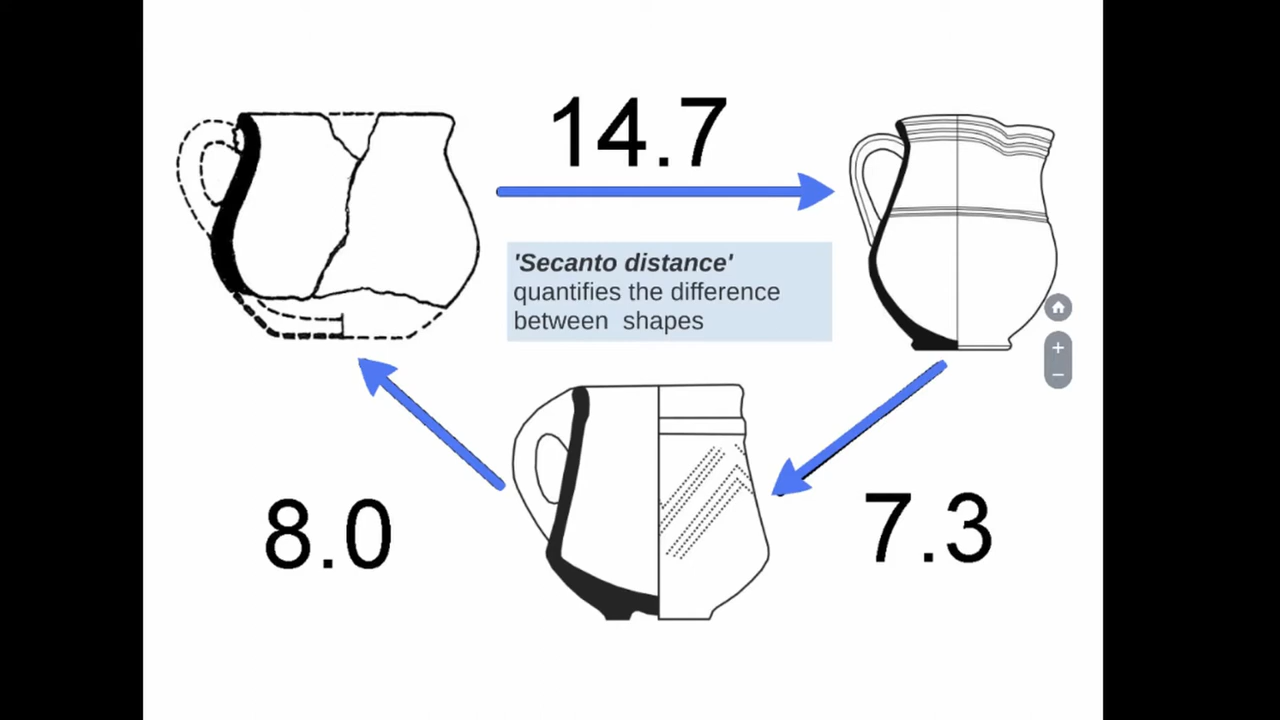 14.7
'Secanto distance'
quantifies the difference
between shapes
8.0
7.3